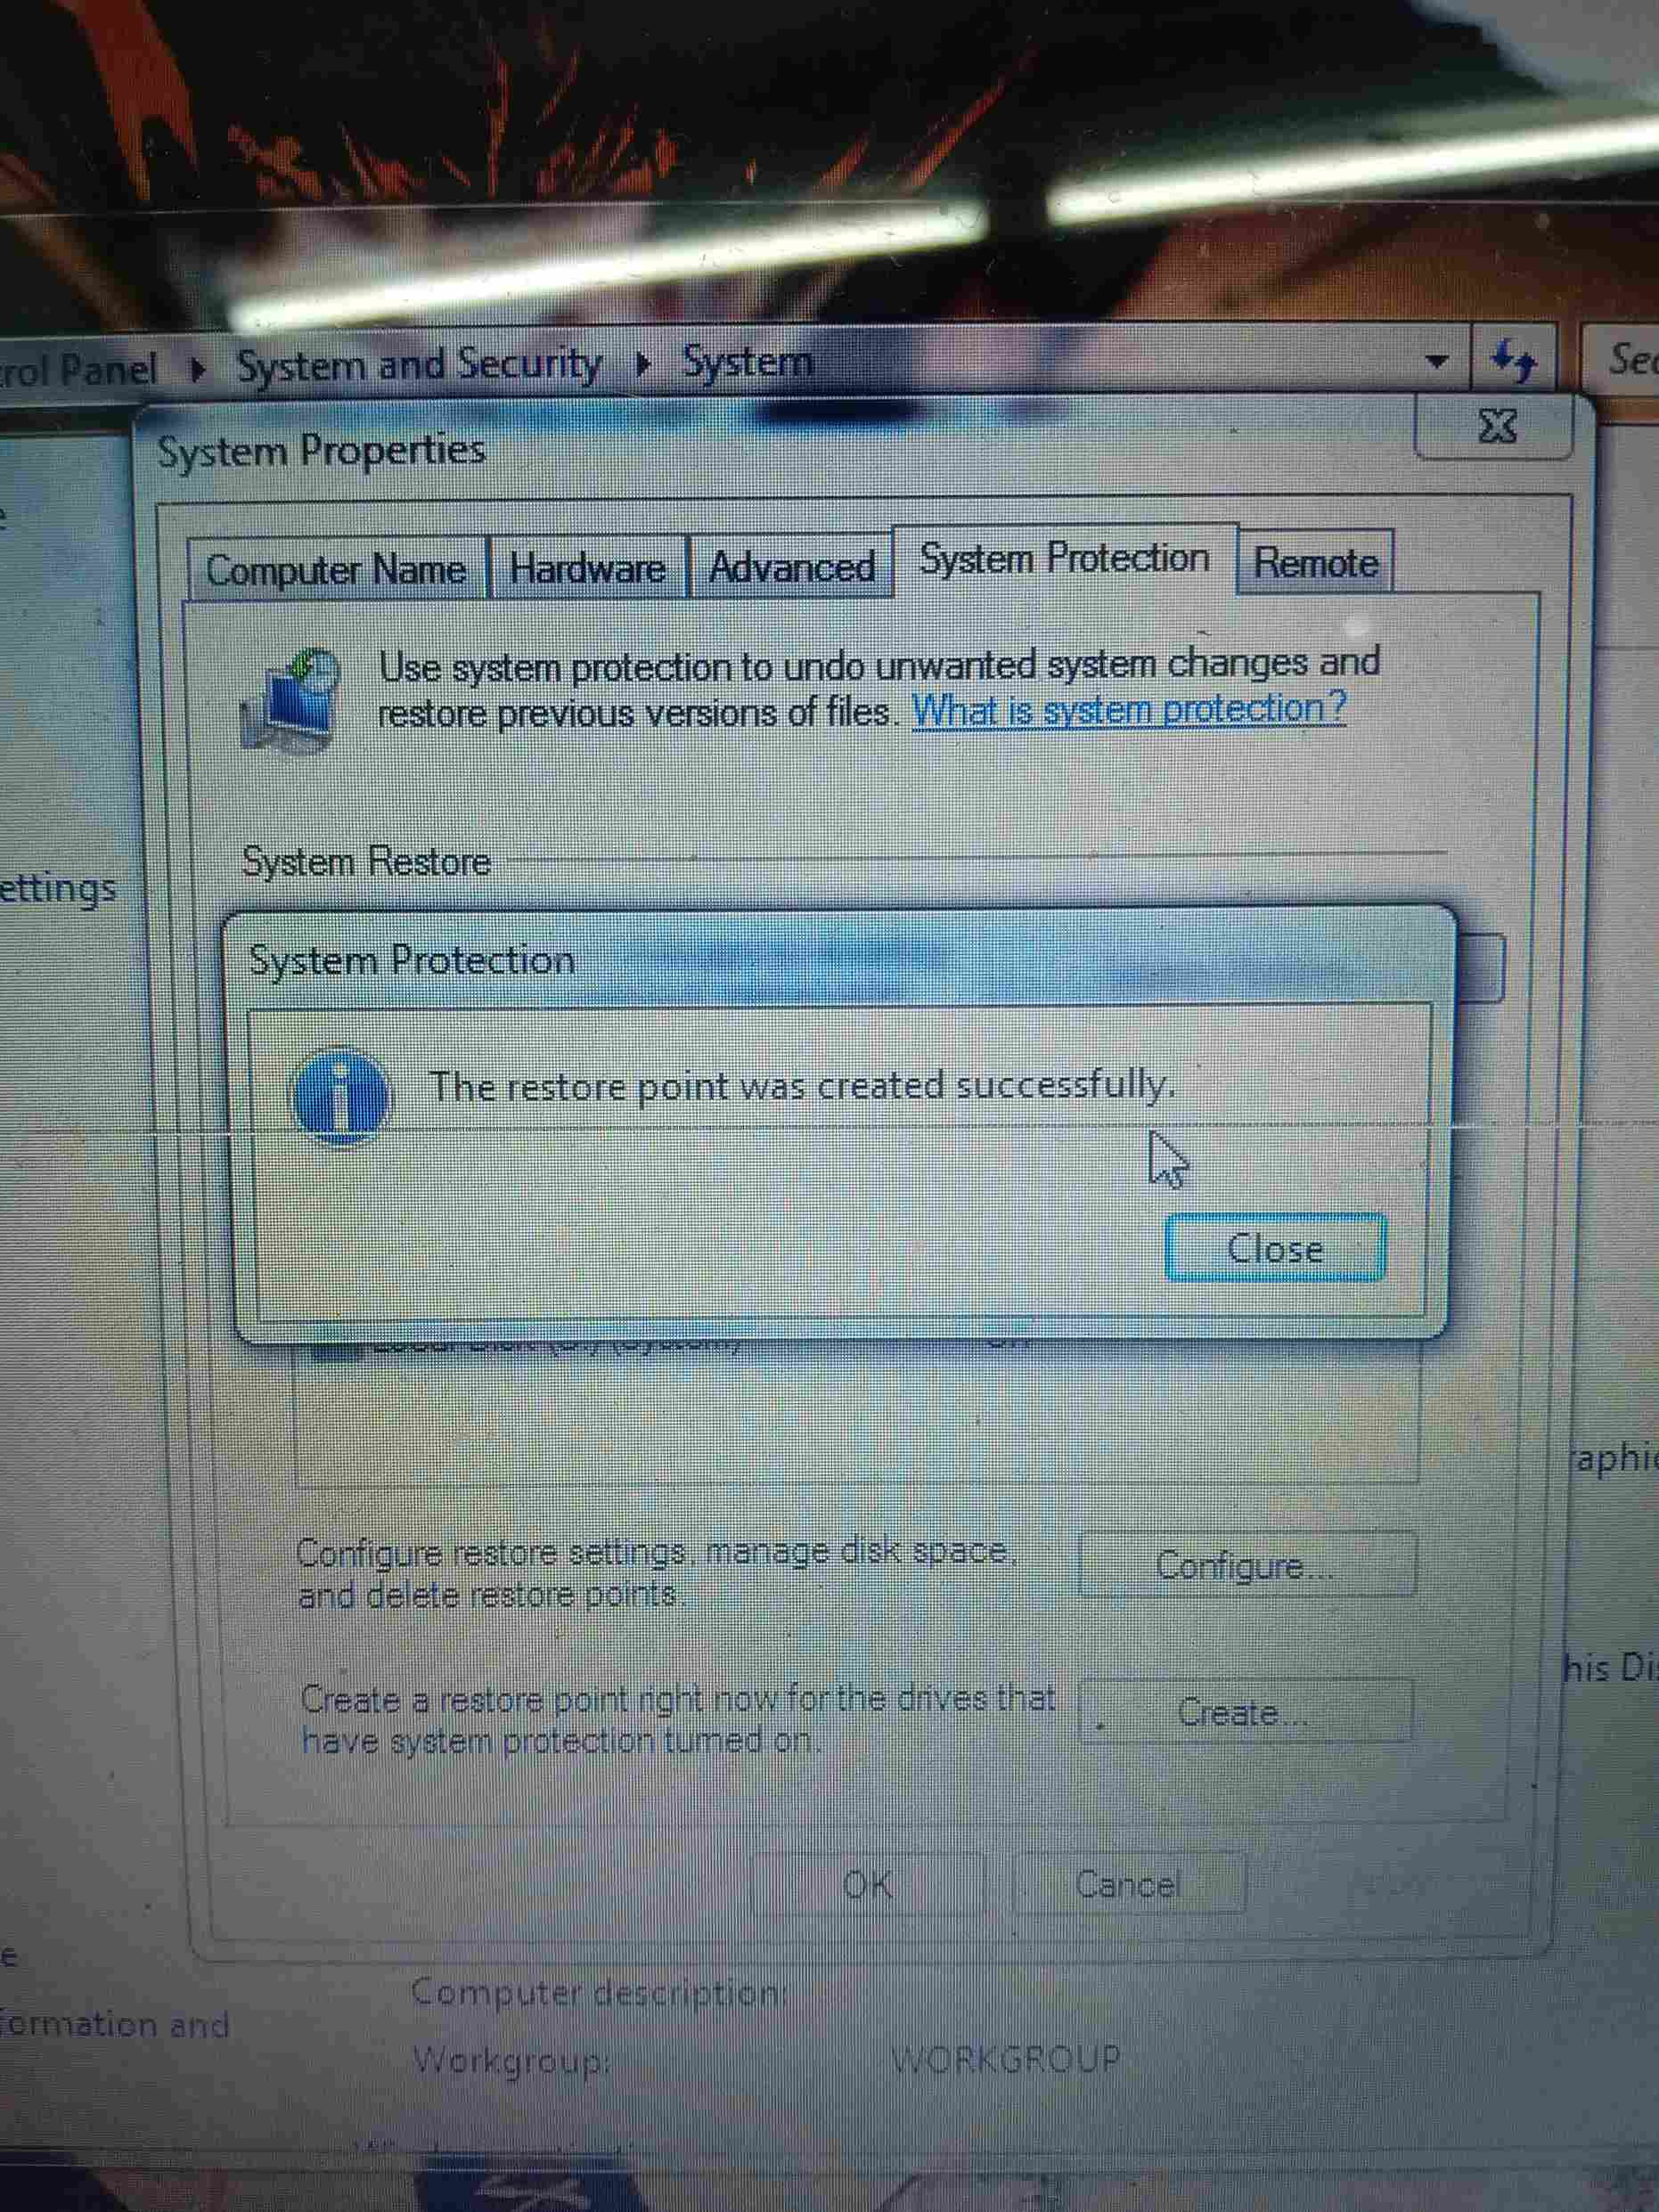 rol Panel ▸ System and Security ▸ System
System Properties
Computer Name Hardware Advanced System Protection Remote
Use system protection to undo unwanted system changes and
restore previous versions of files. What is system protection?
System Restore
ettings
System Protection
The restore point was created successfully.
Close
aphic
Configure restore settings, manage disk space,
and delete restore points.
Configure...
his Di
Create a restore point right now for the drives that
have system protection turned on.
Create...
OK Cancel
Computer description:
formation and
Workgroup: WORKGROUP